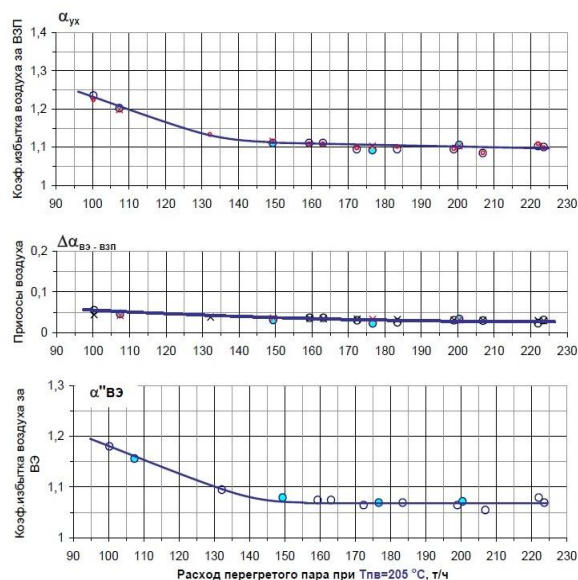 αух
Коэф.избытка воздуха за ВЗП
1,4
1,3
1,2
1,1
1
90 100 110 120 130 140 150 160 170 180 190 200 210 220 230
Δαвэ - взп
Присосы воздуха
0,2
0,1
0
90 100 110 120 130 140 150 160 170 180 190 200 210 220 230
α"ВЭ
Коэф.избытка воздуха за
ВЭ
1,3
1,2
1,1
1
90 100 110 120 130 140 150 160 170 180 190 200 210 220 230
Расход перегретого пара при Тпв=205 °С, т/ч